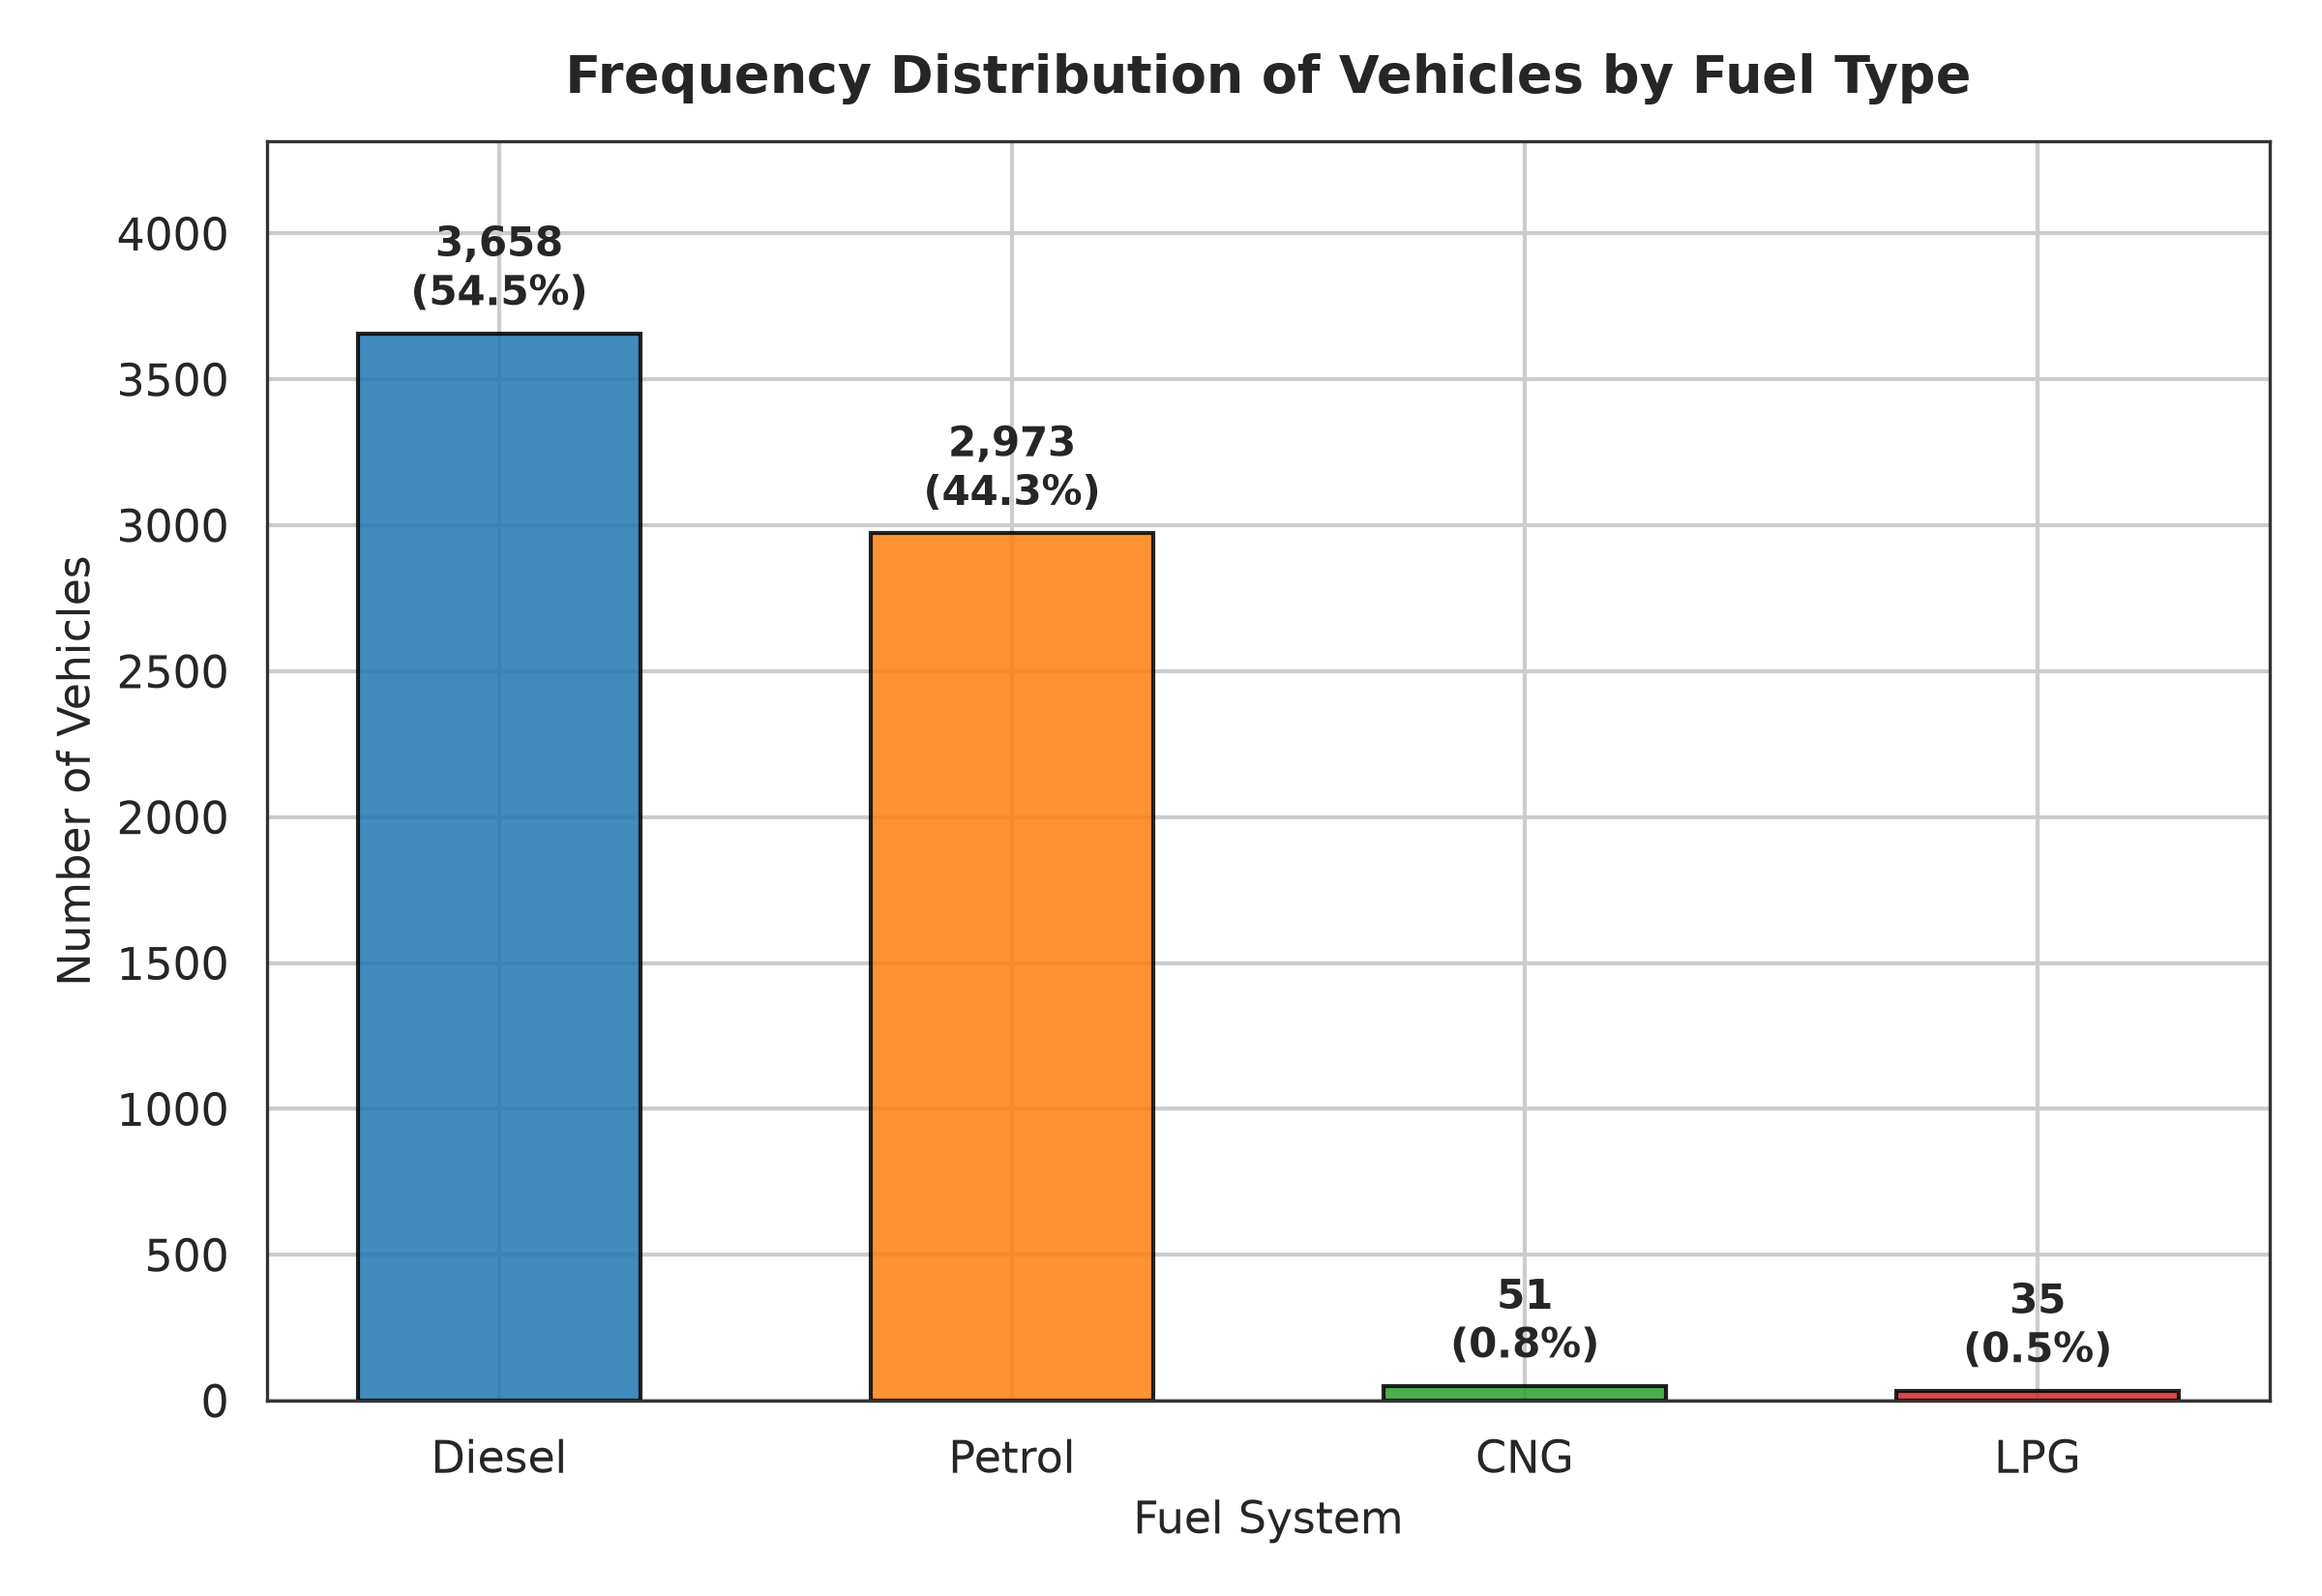 Frequency Distribution of Vehicles by Fuel Type
Number of Vehicles
4000
3500
3000
2500
2000
1500
1000
500
0
3,658
(54.5%)
2,973
(44.3%)
51
(0.8%)
35
(0.5%)
Diesel
Petrol
CNG
LPG
Fuel System